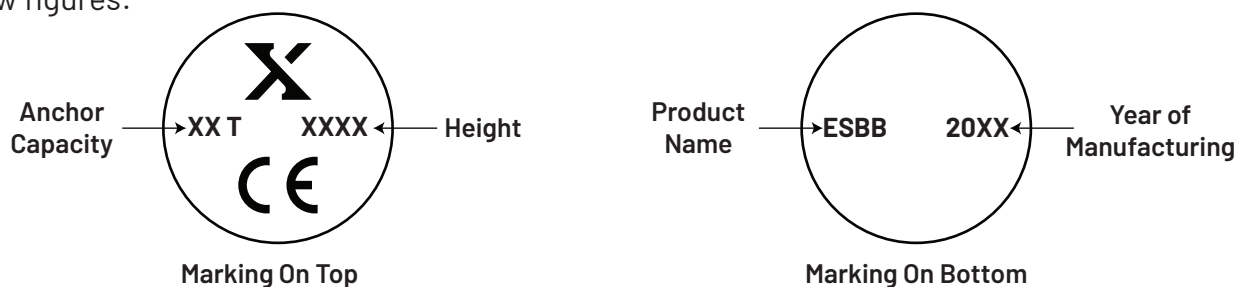 w figures:
X
Anchor
Capacity
XX T
XXXX
Height
CE
Marking On Top
Product
Name
ESBB
20XX
Year of
Manufacturing
Marking On Bottom